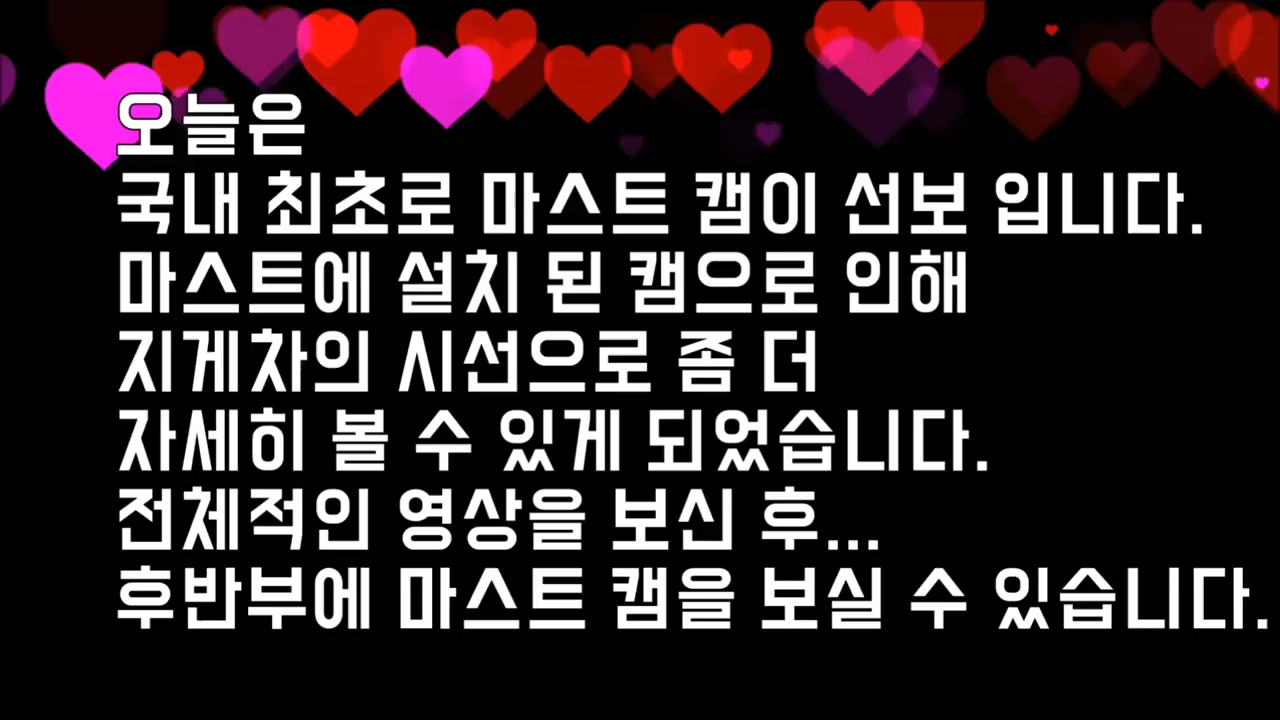 오늘은
국내 최초로 마스트 캠이 선보 입니다.
마스트에 설치 된 캠으로 인해
지게차의 시선으로 좀 더
자세히 볼 수 있게 되었습니다.
전체적인 영상을 보신 후...
후반부에 마스트 캠을 보실 수 있습니다.